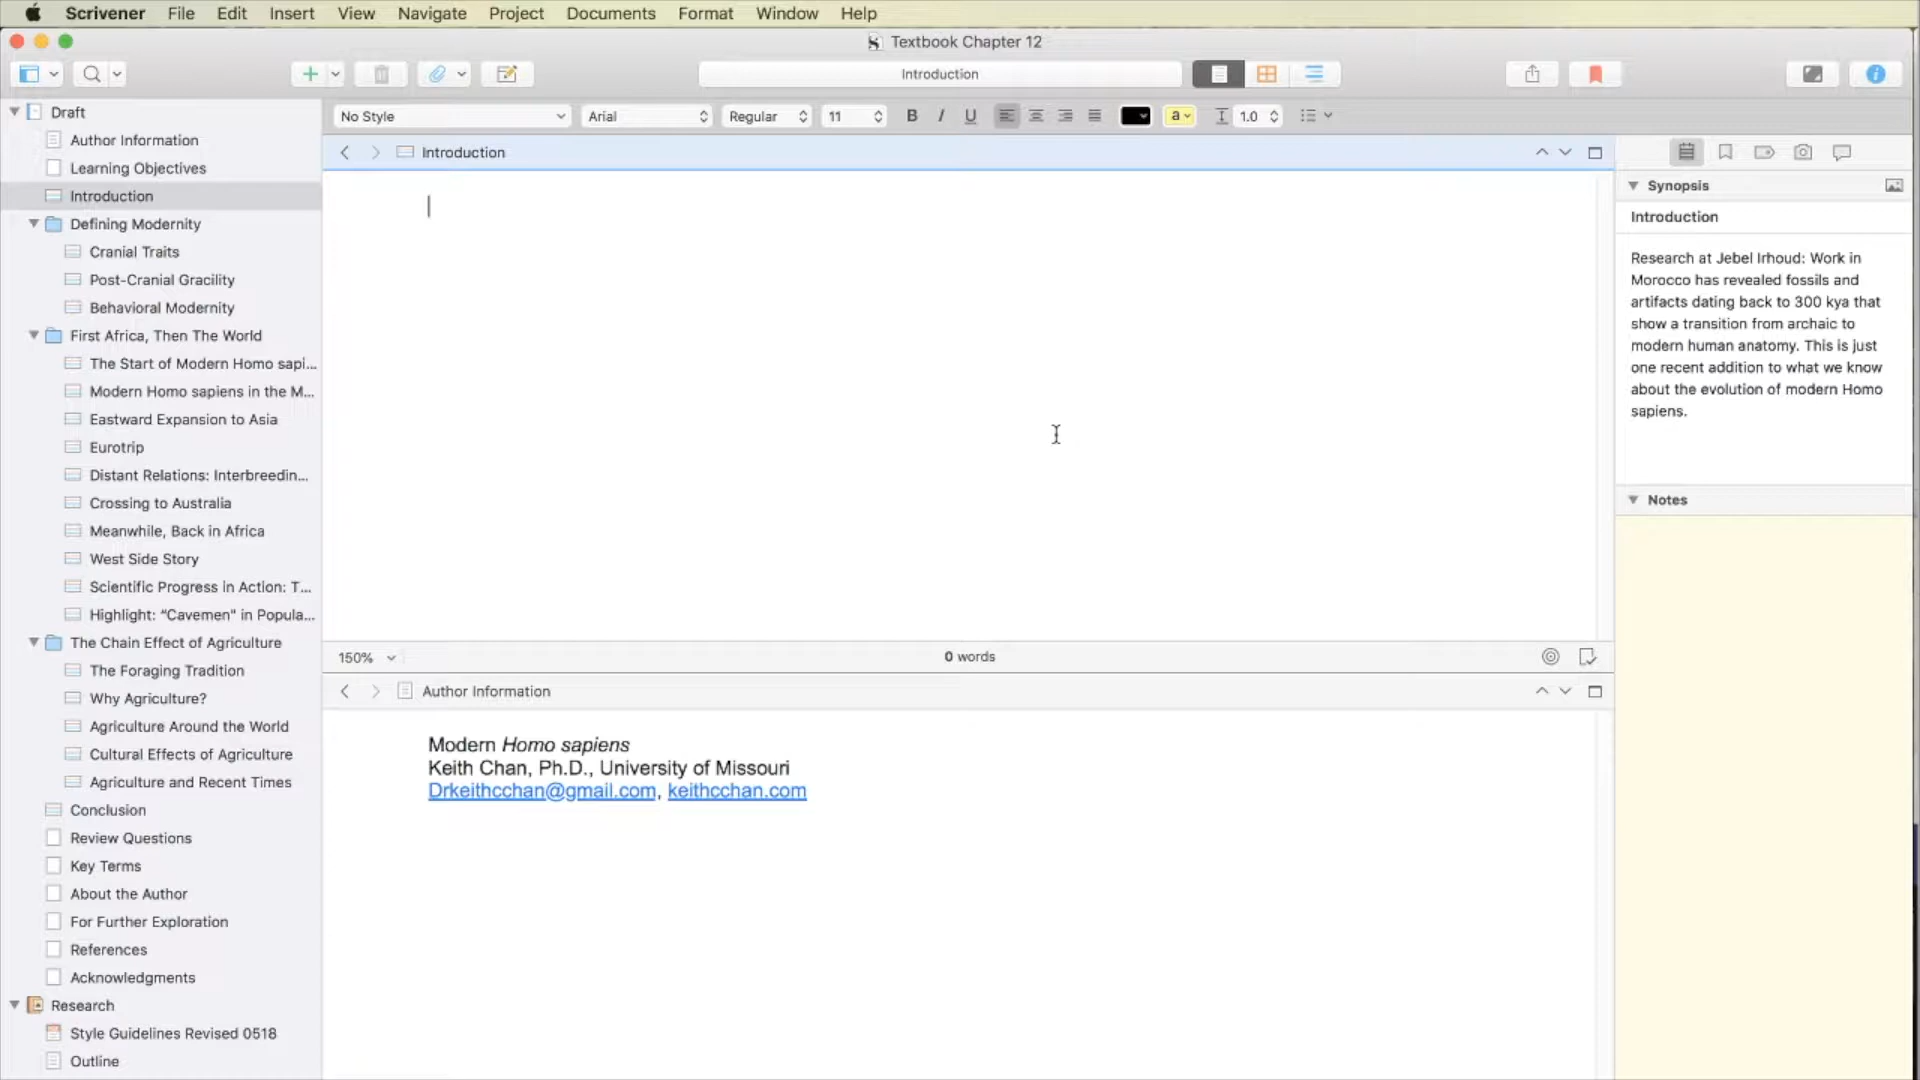 Scrivener File Edit Insert View Navigate Project Documents Format Window Help
Textbook Chapter 12
Introduction
No Style Arial Regular 11 B I U a 1.0
Draft
Author Information
Learning Objectives
Introduction
Defining Modernity
Cranial Traits
Post-Cranial Gracility
Behavioral Modernity
First Africa, Then The World
The Start of Modern Homo sapi...
Modern Homo sapiens in the M...
Eastward Expansion to Asia
Eurotrip
Distant Relations: Interbreedin...
Crossing to Australia
Meanwhile, Back in Africa
West Side Story
Scientific Progress in Action: T...
Highlight: “Cavemen” in Popula...
The Chain Effect of Agriculture
The Foraging Tradition
Why Agriculture?
Agriculture Around the World
Cultural Effects of Agriculture
Agriculture and Recent Times
Conclusion
Review Questions
Key Terms
About the Author
For Further Exploration
References
Acknowledgments
Research
Style Guidelines Revised 0518
Outline
Introduction
150% 0 words
Author Information
Modern Homo sapiens
Keith Chan, Ph.D., University of Missouri
Drkeithcchan@gmail.com, keithcchan.com
Synopsis
Introduction
Research at Jebel Irhoud: Work in
Morocco has revealed fossils and
artifacts dating back to 300 kya that
show a transition from archaic to
modern human anatomy. This is just
one recent addition to what we know
about the evolution of modern Homo
sapiens.
Notes